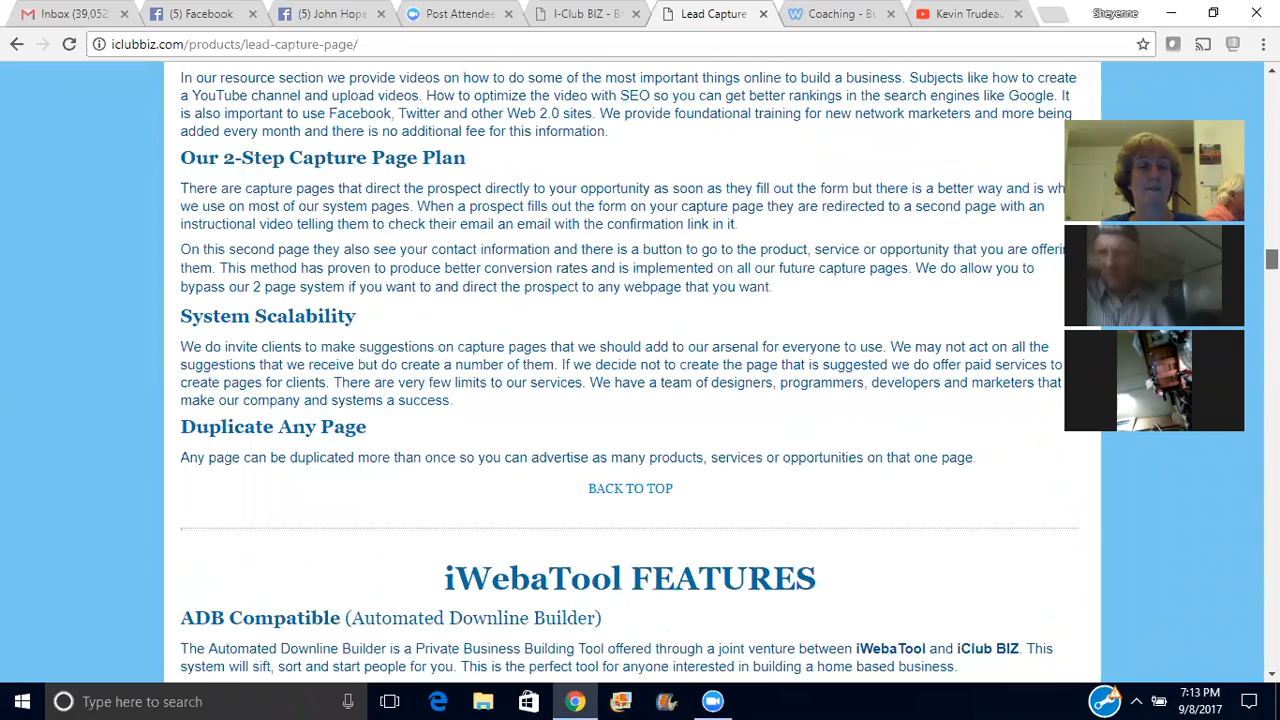 Inbox (39,052
(5) Facebook
(5) John Hope
Post Attendee
I-Club BIZ - B
Lead Capture
Coaching - Bu
Kevin Trudeau
Sheyenne
iclubbiz.com/products/lead-capture-page/
In our resource section we provide videos on how to do some of the most important things online to build a business. Subjects like how to create
a YouTube channel and upload videos. How to optimize the video with SEO so you can get better rankings in the search engines like Google. It
is also important to use Facebook, Twitter and other Web 2.0 sites. We provide foundational training for new network marketers and more being
added every month and there is no additional fee for this information.
Our 2-Step Capture Page Plan
There are capture pages that direct the prospect directly to your opportunity as soon as they fill out the form but there is a better way and is wh
we use on most of our system pages. When a prospect fills out the form on your capture page they are redirected to a second page with an
instructional video telling them to check their email an email with the confirmation link in it.
On this second page they also see your contact information and there is a button to go to the product, service or opportunity that you are offerin
them. This method has proven to produce better conversion rates and is implemented on all our future capture pages. We do allow you to
bypass our 2 page system if you want to and direct the prospect to any webpage that you want.
System Scalability
We do invite clients to make suggestions on capture pages that we should add to our arsenal for everyone to use. We may not act on all the
suggestions that we receive but do create a number of them. If we decide not to create the page that is suggested we do offer paid services to
create pages for clients. There are very few limits to our services. We have a team of designers, programmers, developers and marketers that
make our company and systems a success.
Duplicate Any Page
Any page can be duplicated more than once so you can advertise as many products, services or opportunities on that one page.
BACK TO TOP
iWebaTool FEATURES
ADB Compatible (Automated Downline Builder)
The Automated Downline Builder is a Private Business Building Tool offered through a joint venture between iWebaTool and iClub BIZ. This
system will sift, sort and start people for you. This is the perfect tool for anyone interested in building a home based business.
Type here to search
7:13 PM
9/8/2017